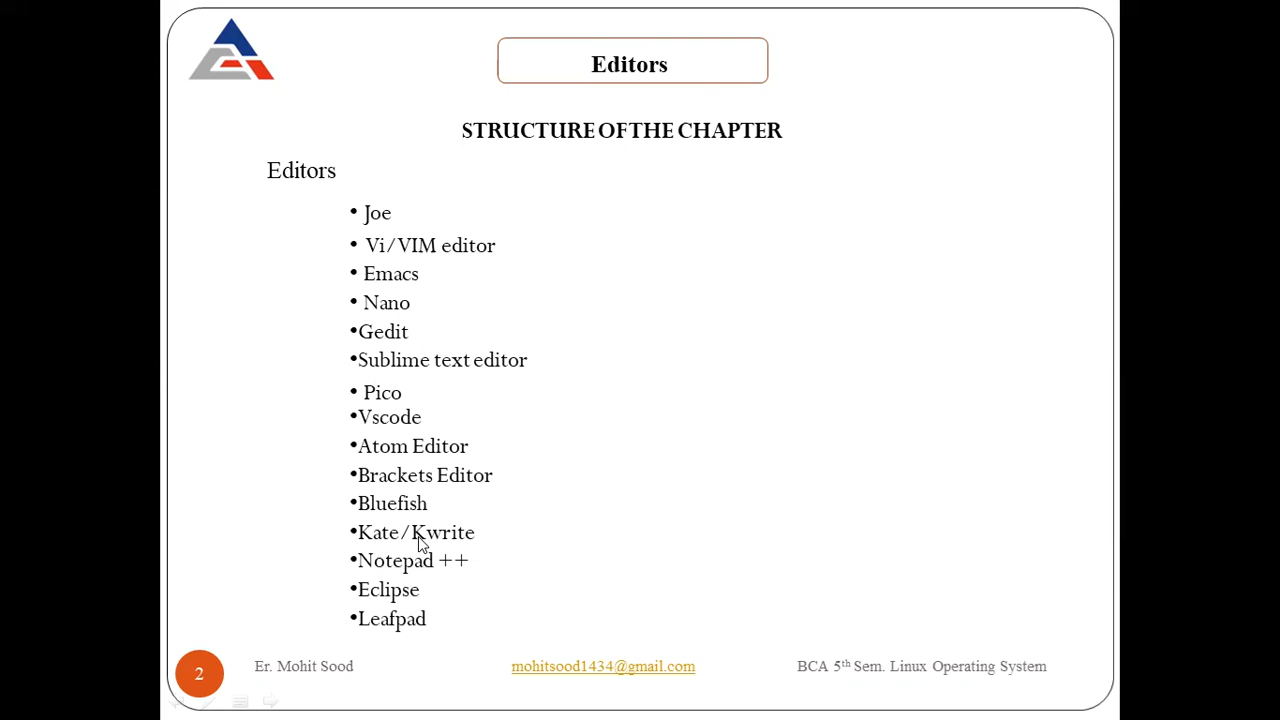 Editors
STRUCTURE OF THE CHAPTER
Editors
• Joe
• Vi/VIM editor
• Emacs
• Nano
•Gedit
•Sublime text editor
• Pico
•Vscode
•Atom Editor
•Brackets Editor
•Bluefish
•Kate/Kwrite
•Notepad ++
•Eclipse
•Leafpad
2 Er. Mohit Sood mohitsood1434@gmail.com BCA 5th Sem. Linux Operating System